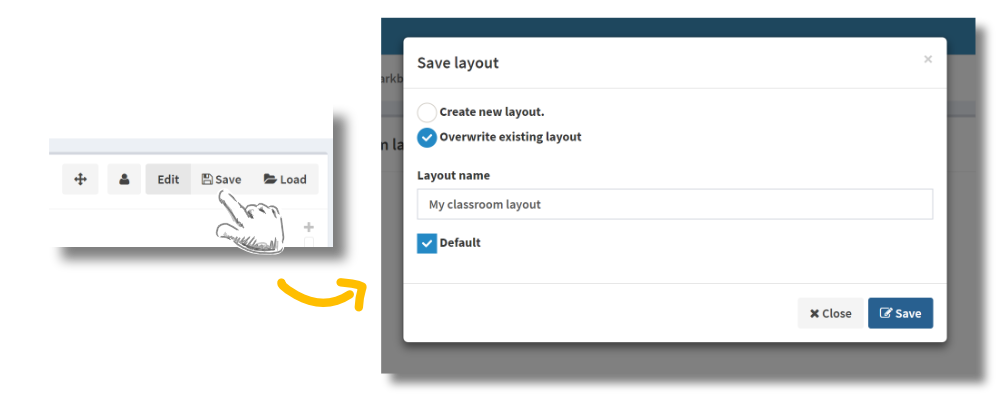 Edit Save Load
Save layout ×
arkb
Create new layout.
n la
Overwrite existing layout
Layout name
My classroom layout
Default
Close Save